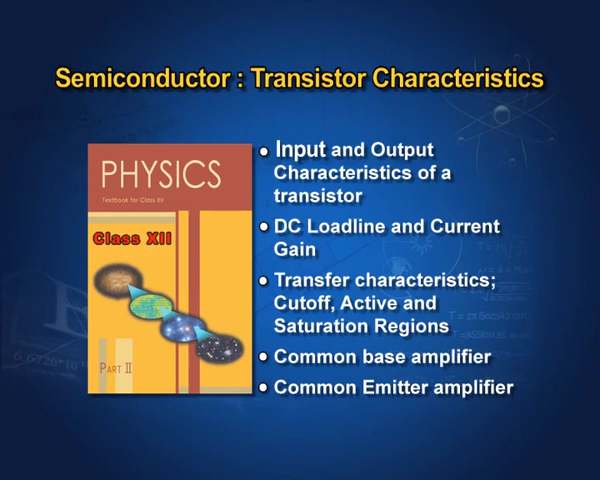 Semiconductor : Transistor Characteristics
PHYSICS
Textbook for Class XII
Class XII
PART II
• Input and Output
Characteristics of a
transistor
• DC Loadline and Current
Gain
• Transfer characteristics;
Cutoff, Active and
Saturation Regions
• Common base amplifier
• Common Emitter amplifier